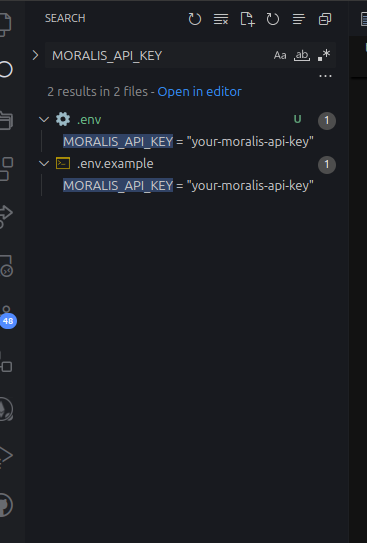 SEARCH
MORALIS_API_KEY
Aa ab .*
2 results in 2 files - Open in editor
.env U 1
MORALIS_API_KEY = "your-moralis-api-key"
.env.example 1
MORALIS_API_KEY = "your-moralis-api-key"
48